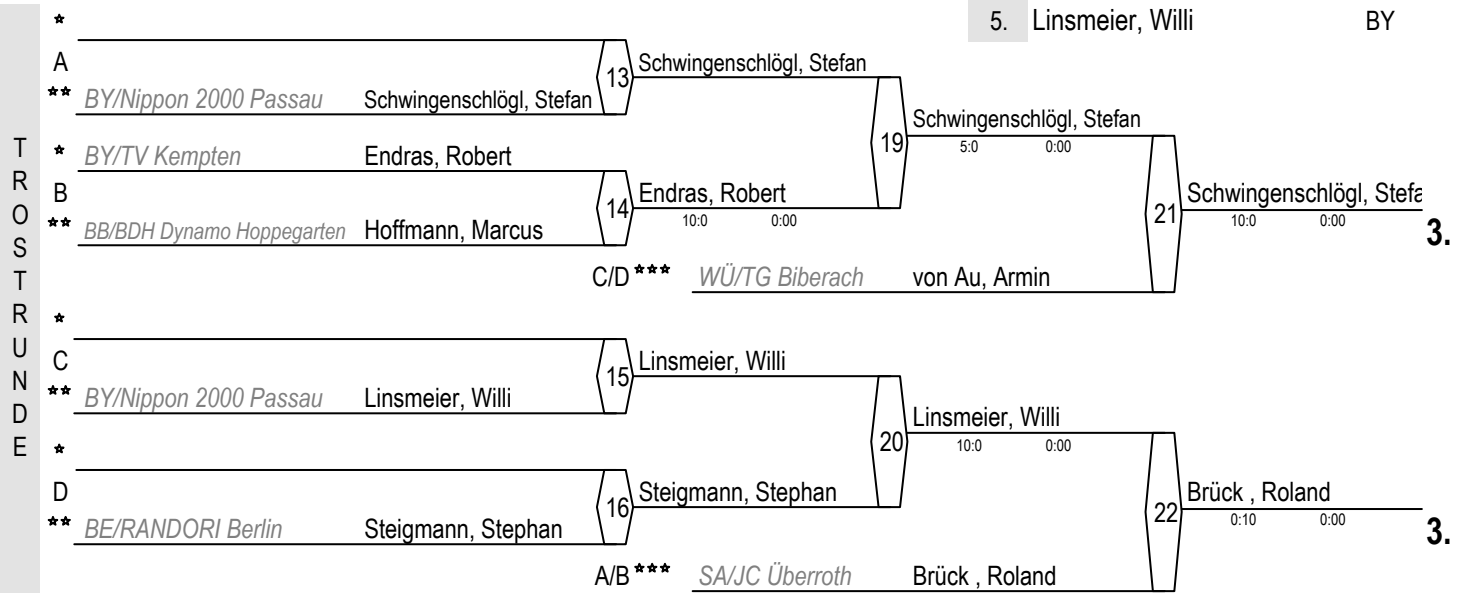 5. Linsmeier, Willi BY
TROSTRUNDE
*
A
13 Schwingenschlögl, Stefan
** BY/Nippon 2000 Passau Schwingenschlögl, Stefan
19 Schwingenschlögl, Stefan
5:0 0:00
* BY/TV Kempten Endras, Robert
B
14 Endras, Robert
10:0 0:00
** BB/BDH Dynamo Hoppegarten Hoffmann, Marcus
21 Schwingenschlögl, Stefa
10:0 0:00
3.
C/D *** WÜ/TG Biberach von Au, Armin
*
C
15 Linsmeier, Willi
** BY/Nippon 2000 Passau Linsmeier, Willi
20 Linsmeier, Willi
10:0 0:00
*
D
16 Steigmann, Stephan
** BE/RANDORI Berlin Steigmann, Stephan
22 Brück , Roland
0:10 0:00
3.
A/B *** SA/JC Überroth Brück , Roland